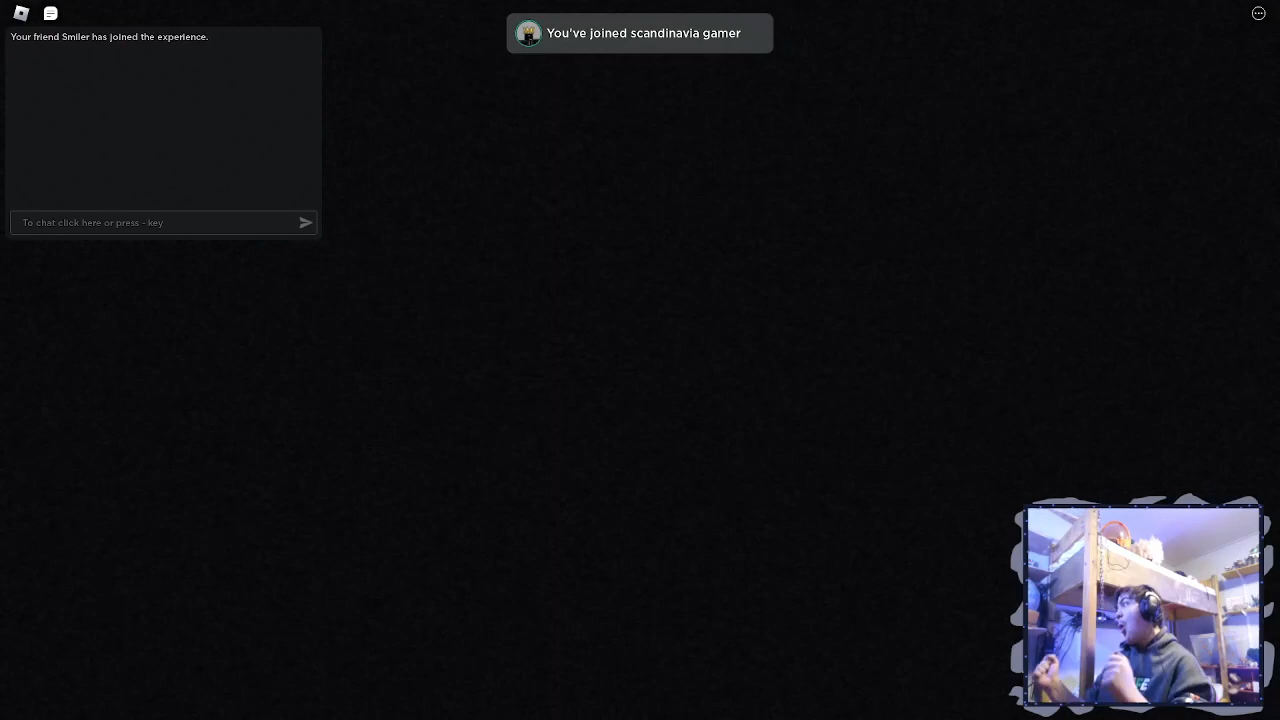 You've joined scandinavia gamer
Your friend Smiler has joined the experience.
To chat click here or press - key